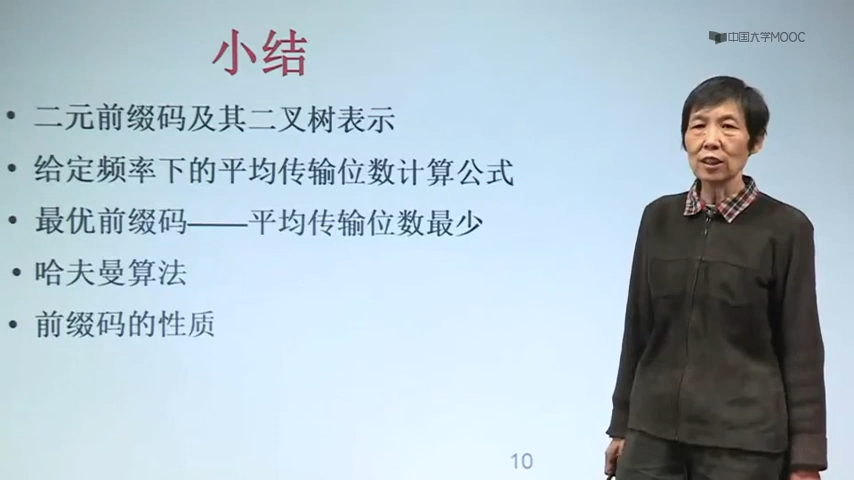 小结
中国大学MOOC
• 二元前缀码及其二叉树表示
• 给定频率下的平均传输位数计算公式
• 最优前缀码——平均传输位数最少
• 哈夫曼算法
• 前缀码的性质
10